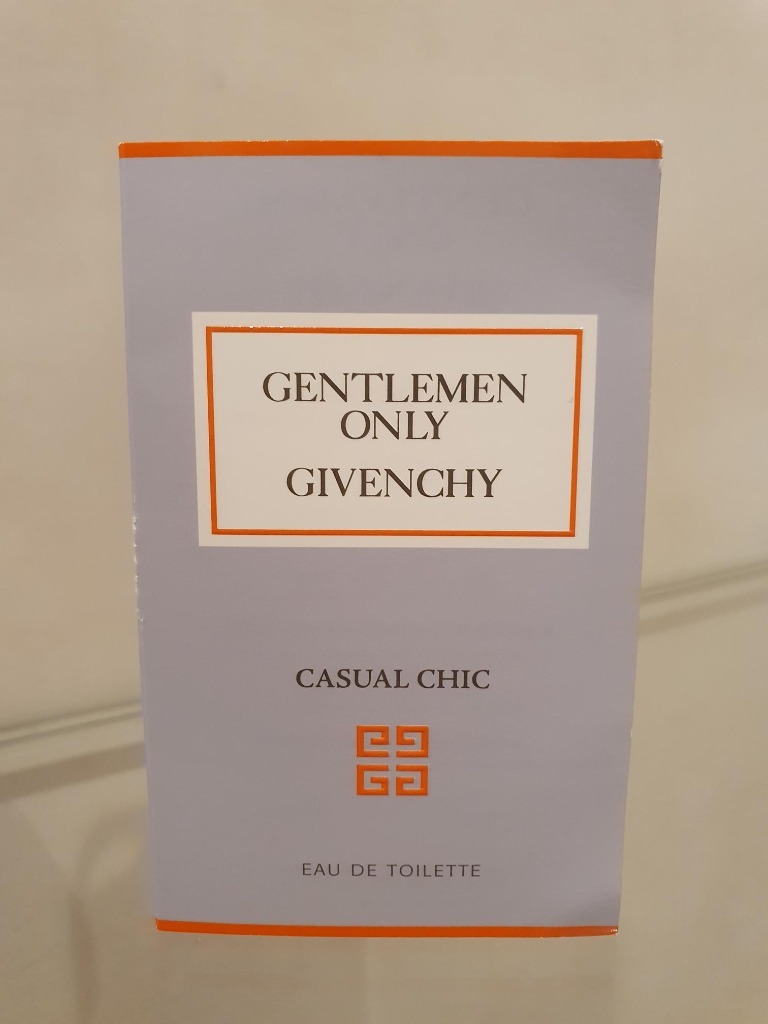 GENTLEMEN
ONLY
GIVENCHY
CASUAL CHIC
EAU DE TOILETTE